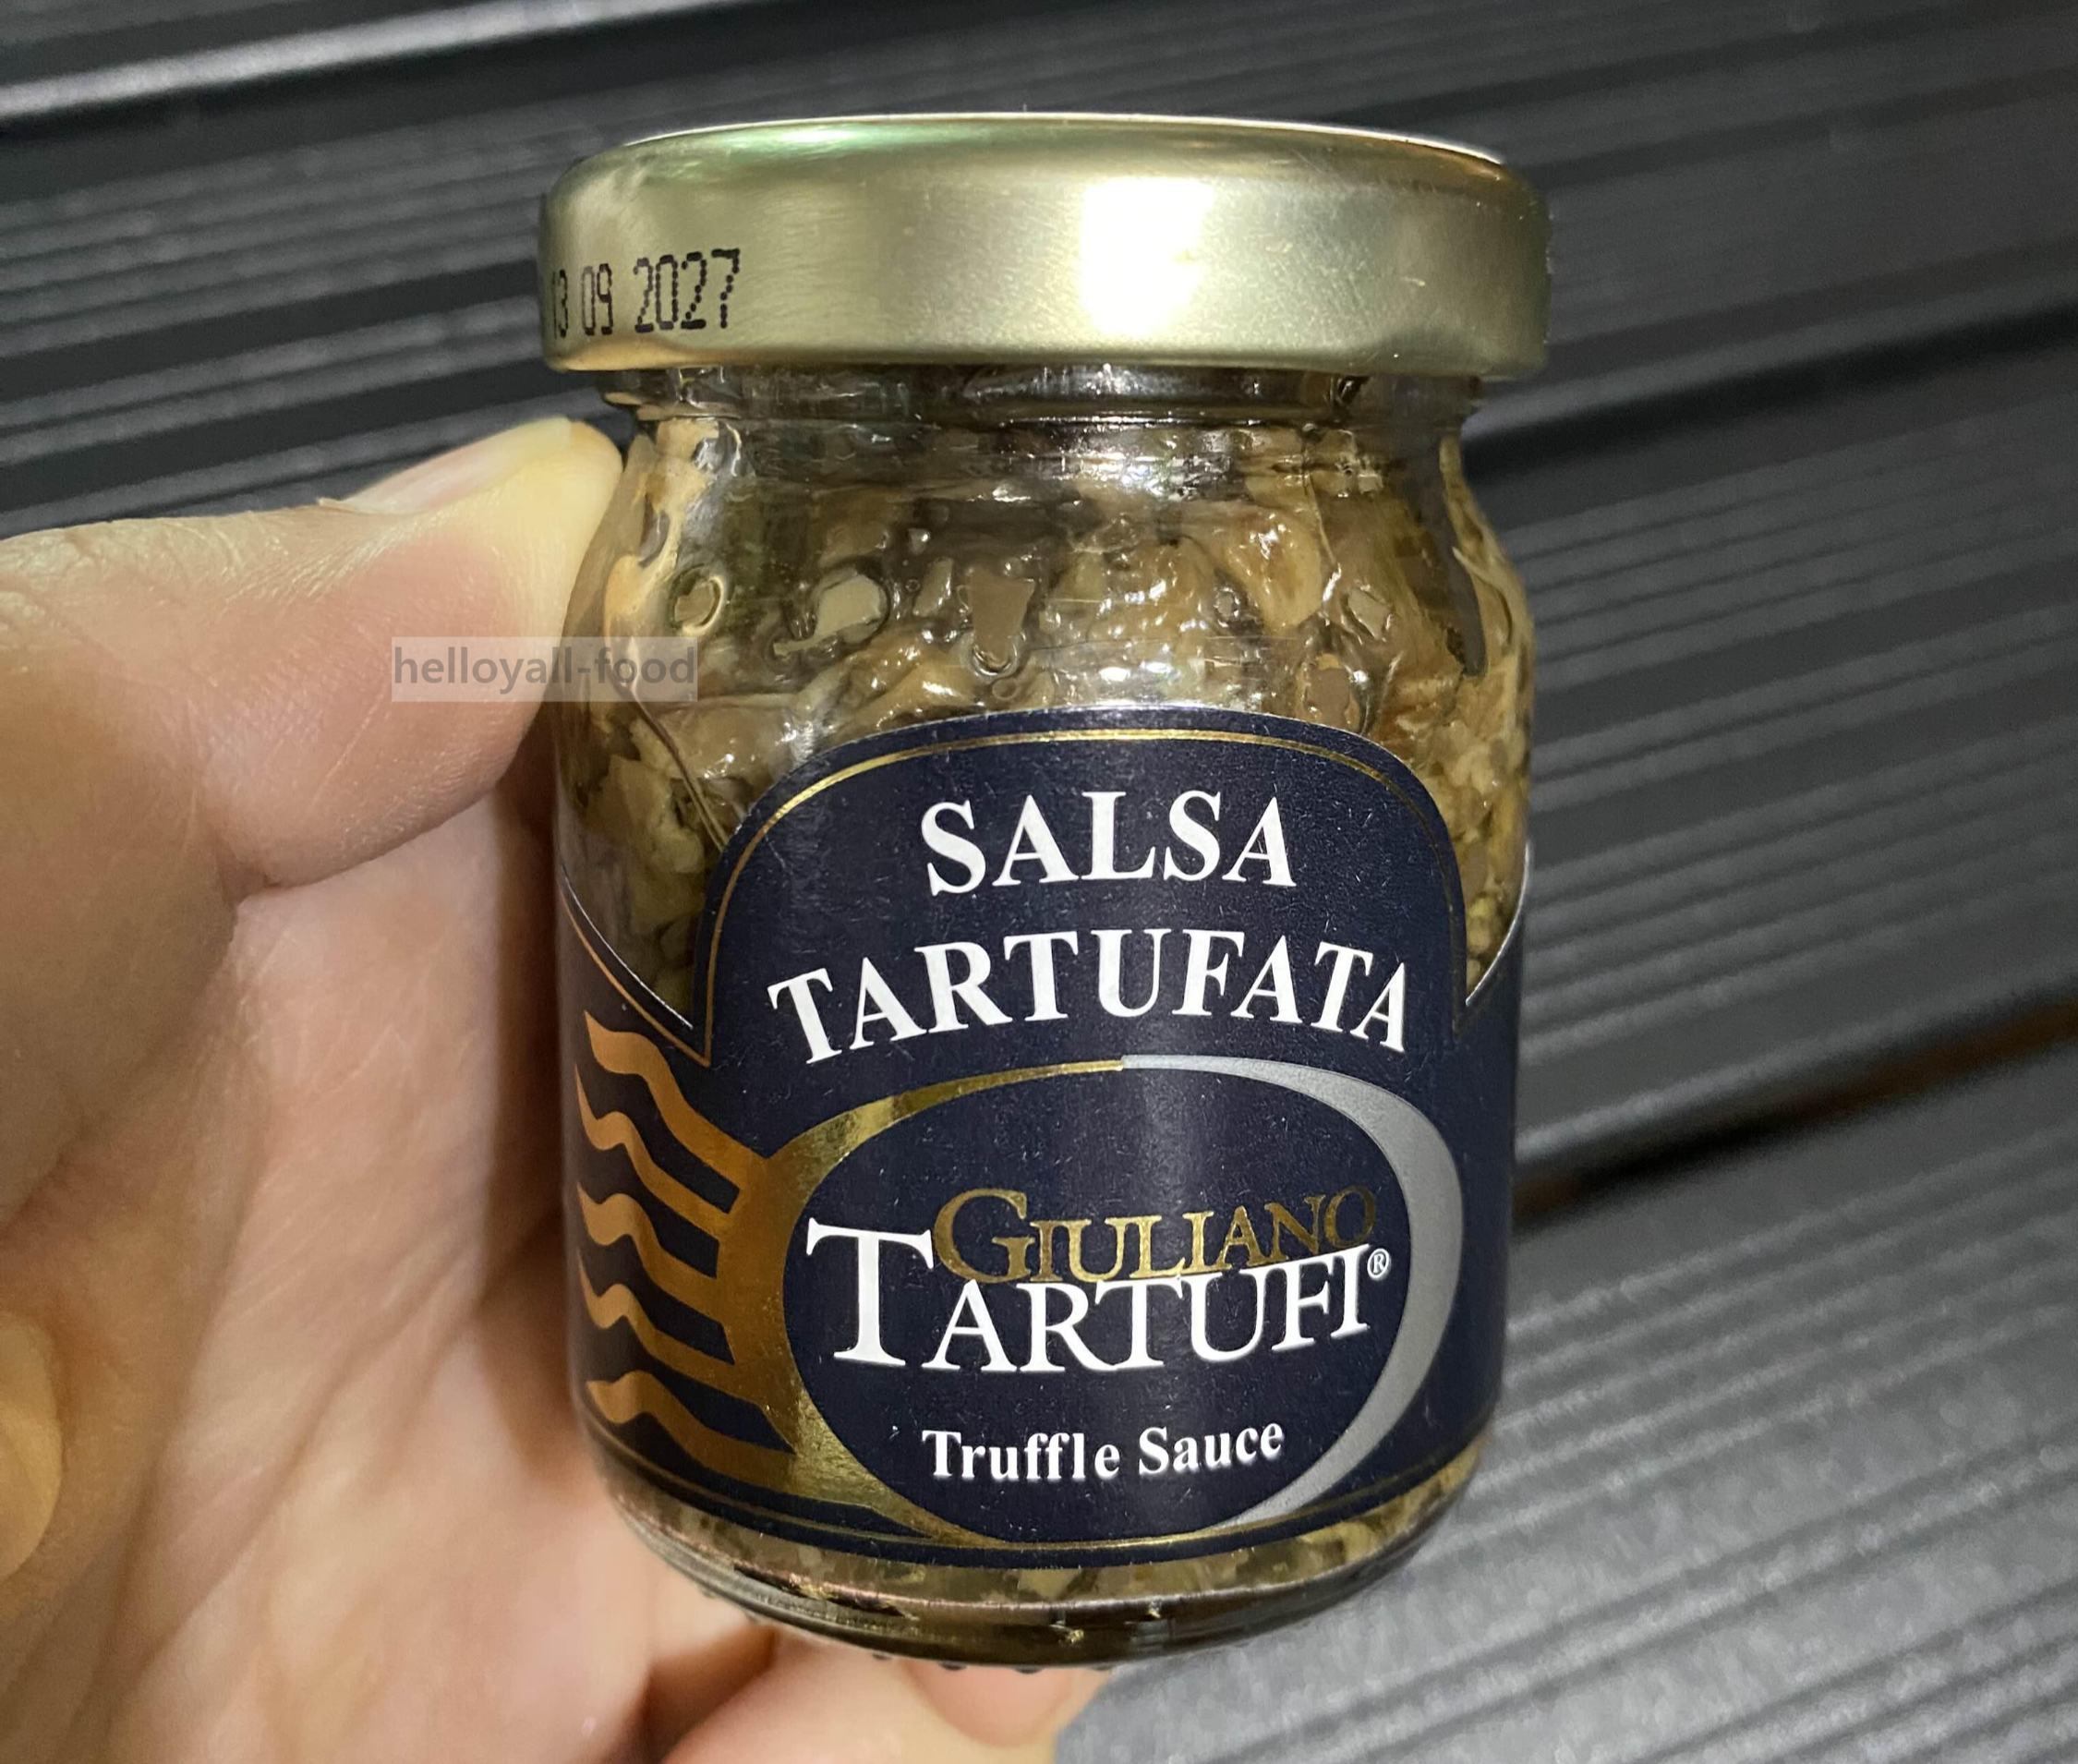 13 09 2027
helloyall-food
SALSA
TARTUFATA
GIULIANO
TARTUFI®
Truffle Sauce